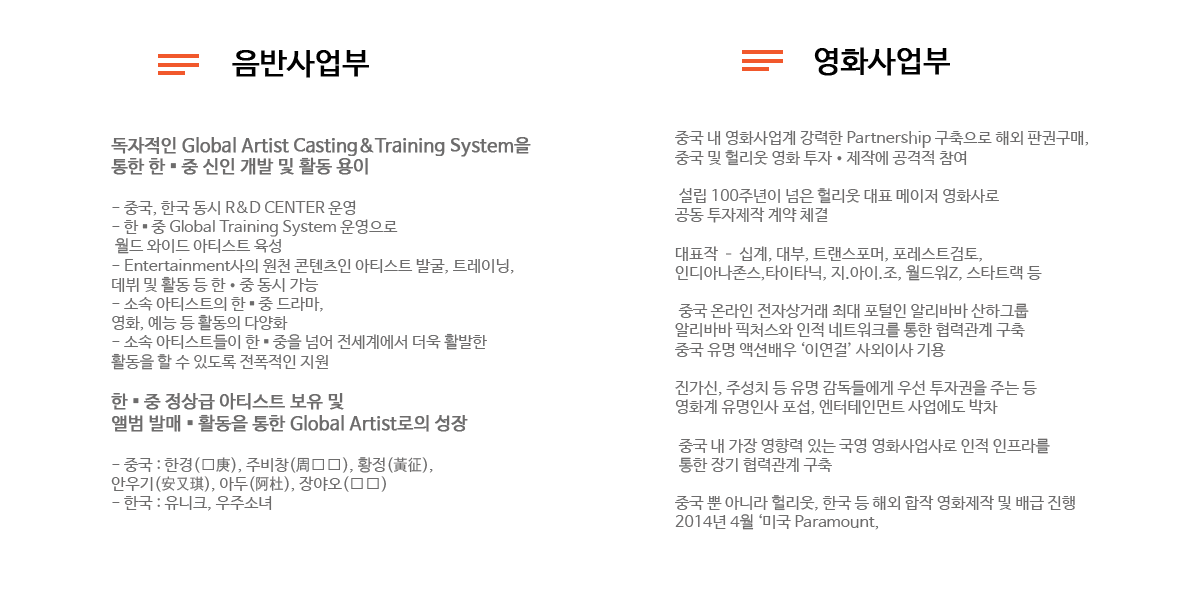 음반사업부
독자적인 Global Artist Casting&Training System을
통한 한▪중 신인 개발 및 활동 용이
– 중국, 한국 동시 R&D CENTER 운영
– 한▪중 Global Training System 운영으로
월드 와이드 아티스트 육성
– Entertainment사의 원천 콘텐츠인 아티스트 발굴, 트레이닝,
데뷔 및 활동 등 한•중 동시 가능
– 소속 아티스트의 한▪중 드라마,
영화, 예능 등 활동의 다양화
– 소속 아티스트들이 한▪중을 넘어 전세계에서 더욱 활발한
활동을 할 수 있도록 전폭적인 지원
한▪중 정상급 아티스트 보유 및
앨범 발매▪활동을 통한 Global Artist로의 성장
– 중국 : 한경(□庚), 주비창(周□□), 황정(黃征),
안우기(安又琪), 아두(阿杜), 장야오(□□)
– 한국 : 유니크, 우주소녀
영화사업부
중국 내 영화사업계 강력한 Partnership 구축으로 해외 판권구매,
중국 및 헐리웃 영화 투자•제작에 공격적 참여
설립 100주년이 넘은 헐리웃 대표 메이저 영화사로
공동 투자제작 계약 체결
대표작 – 십계, 대부, 트랜스포머, 포레스트검토,
인디아나존스,타이타닉, 지.아이.조, 월드워Z, 스타트랙 등
중국 온라인 전자상거래 최대 포털인 알리바바 산하그룹
알리바바 픽처스와 인적 네트워크를 통한 협력관계 구축
중국 유명 액션배우 ‘이연걸’ 사외이사 기용
진가신, 주성치 등 유명 감독들에게 우선 투자권을 주는 등
영화계 유명인사 포섭, 엔터테인먼트 사업에도 박차
중국 내 가장 영향력 있는 국영 영화사업사로 인적 인프라를
통한 장기 협력관계 구축
중국 뿐 아니라 헐리웃, 한국 등 해외 합작 영화제작 및 배급 진행
2014년 4월 ‘미국 Paramount,